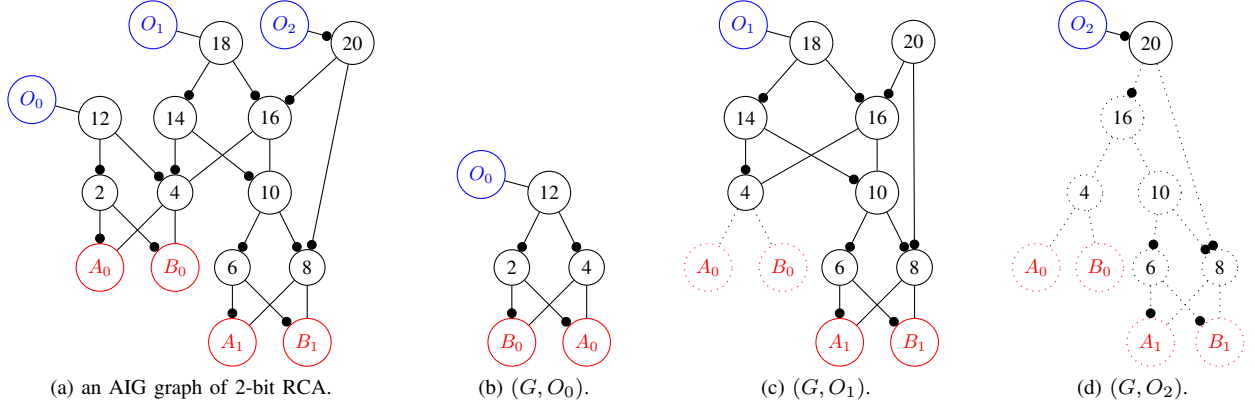 O₁
O₂
18
20
O₀
12
14
16
2
4
10
A₀
B₀
6
8
A₁
B₁
(a) an AIG graph of 2-bit RCA.
O₀
12
2
4
B₀
A₀
(b) (G, O₀).
O₁
18
20
14
16
4
10
A₀
B₀
6
8
A₁
B₁
(c) (G, O₁).
O₂
20
16
4
10
A₀
B₀
6
8
A₁
B₁
(d) (G, O₂).